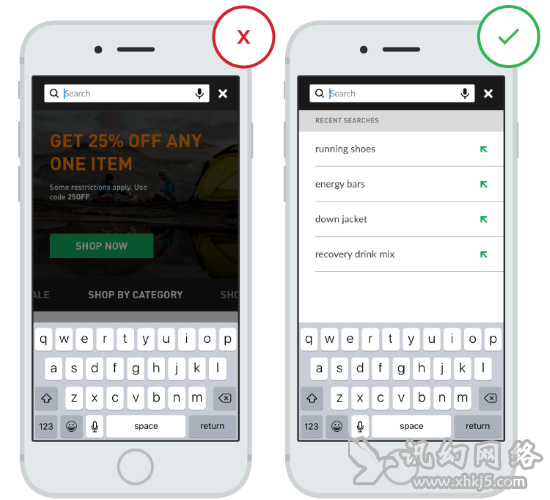 X
Search
GET 25% OFF ANY
ONE ITEM
Some restrictions apply. Use
code 25OFF.
SHOP NOW
ALE SHOP BY CATEGORY SHO
q w e r t y u i o p
a s d f g h j k l
z x c v b n m
123 space return
Search
RECENT SEARCHES
running shoes
energy bars
down jacket
recovery drink mix
q w e r t y u i o p
a s d f g h j k l
z x c v b n m
123 space return
讯幻网络
www.xhkj5.com